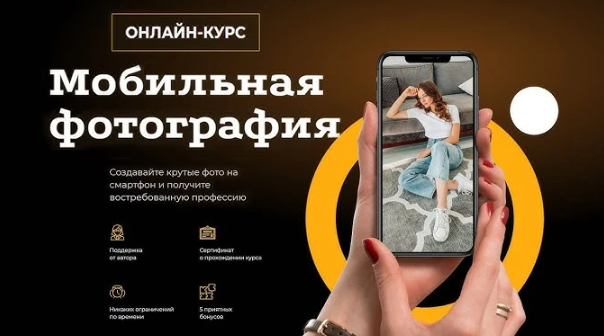 ОНЛАЙН-КУРС
Мобильная
фотография
Создавайте крутые фото на
смартфон и получите
востребованную профессию
Поддержка
от автора
Сертификат
о прохождении курса
Никаких ограничений
по времени
5 приятных
бонусов